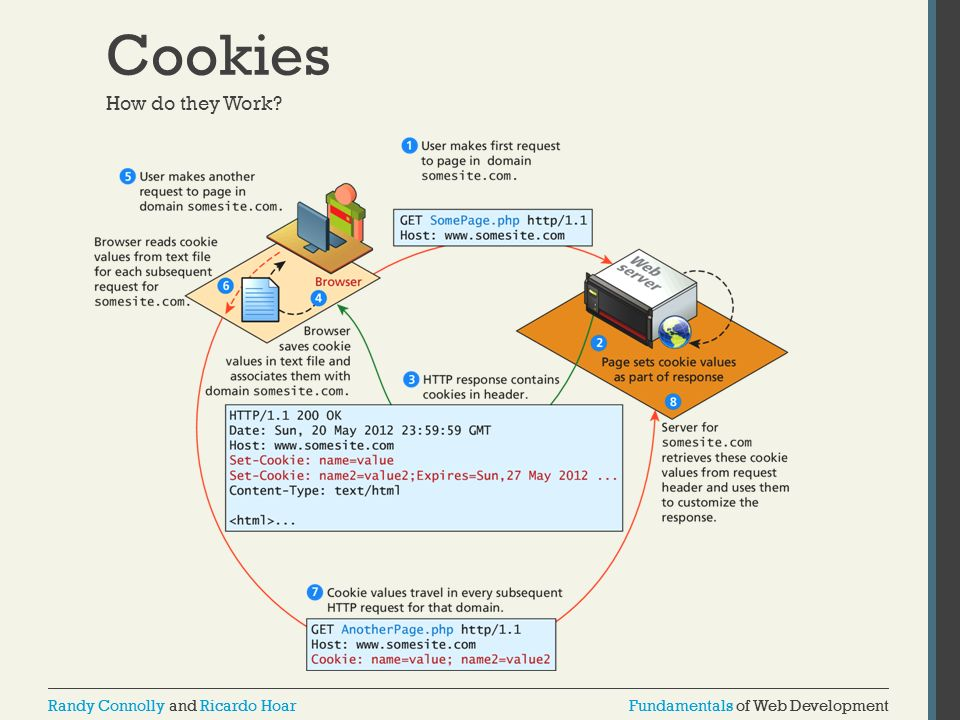 Cookies
How do they Work?
1 User makes first request
to page in domain
somesite.com.
GET SomePage.php http/1.1
Host: www.somesite.com
Web
server
2
Page sets cookie values
as part of response
3 HTTP response contains
cookies in header.
HTTP/1.1 200 OK
Date: Sun, 20 May 2012 23:59:59 GMT
Host: www.somesite.com
Set-Cookie: name=value
Set-Cookie: name2=value2;Expires=Sun,27 May 2012 ...
Content-Type: text/html
<html>...
Browser
4
Browser
saves cookie
values in text file and
associates them with
domain somesite.com.
5 User makes another
request to page in
domain somesite.com.
6
Browser reads cookie
values from text file
for each subsequent
request for
somesite.com.
7 Cookie values travel in every subsequent
HTTP request for that domain.
GET AnotherPage.php http/1.1
Host: www.somesite.com
Cookie: name=value; name2=value2
8
Server for
somesite.com
retrieves these cookie
values from request
header and uses them
to customize the
response.
Randy Connolly and Ricardo Hoar
Fundamentals of Web Development